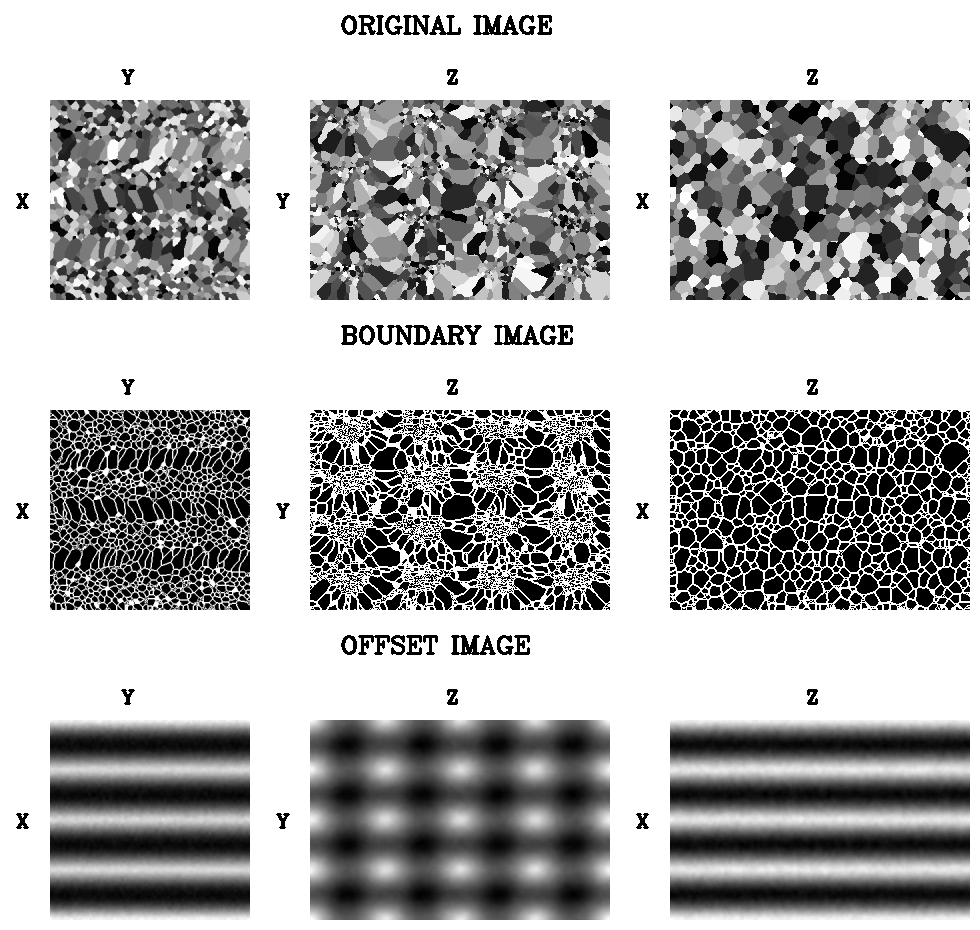 ORIGINAL IMAGE
Y Z Z
X Y X
BOUNDARY IMAGE
Y Z Z
X Y X
OFFSET IMAGE
Y Z Z
X Y X